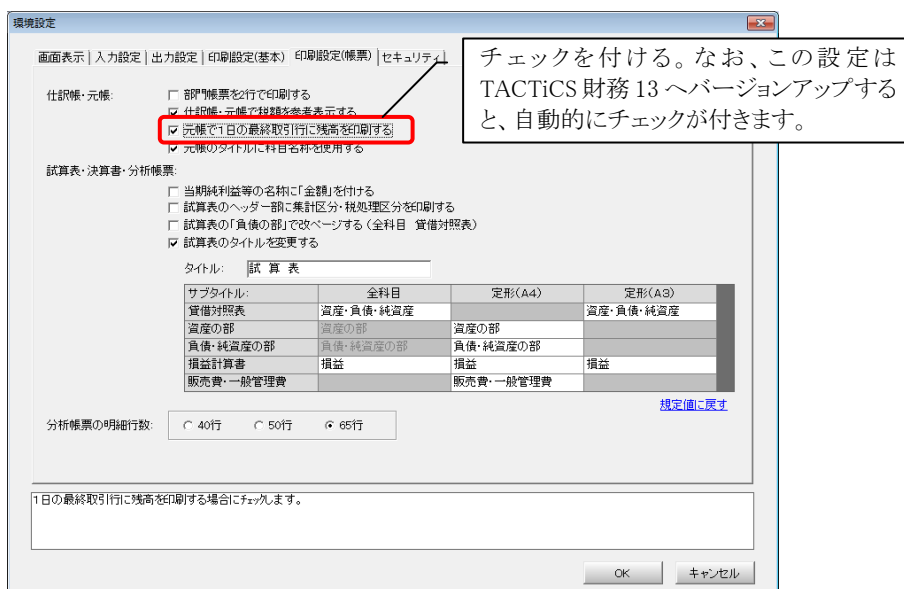 環境設定
画面表示 入力設定 出力設定 印刷設定(基本) 印刷設定(帳票) セキュリティ
チェックを付ける。なお、この設定は
TACTiCS 財務 13 へバージョンアップする
と、自動的にチェックが付きます。
仕訳帳・元帳:
部門帳票を2行で印刷する
仕訳帳・元帳で税額を参考表示する
元帳で1日の最終取引行に残高を印刷する
元帳のタイトルに科目名称を使用する
試算表・決算書・分析帳票:
当期純利益等の名称に「金額」を付ける
試算表のヘッダー部に集計区分・税処理区分を印刷する
試算表の「負債の部」で改ページする(全科目 貸借対照表)
試算表のタイトルを変更する
タイトル: 試 算 表
サブタイトル: 全科目 定形(A4) 定形(A3)
貸借対照表 資産・負債・純資産 資産・負債・純資産
資産の部 資産の部 資産の部
負債・純資産の部 負債・純資産の部 負債・純資産の部
損益計算書 損益 損益 損益
販売費・一般管理費 販売費・一般管理費
規定値に戻す
分析帳票の明細行数: 40行 50行 65行
1日の最終取引行に残高を印刷する場合にチェックします。
OK キャンセル